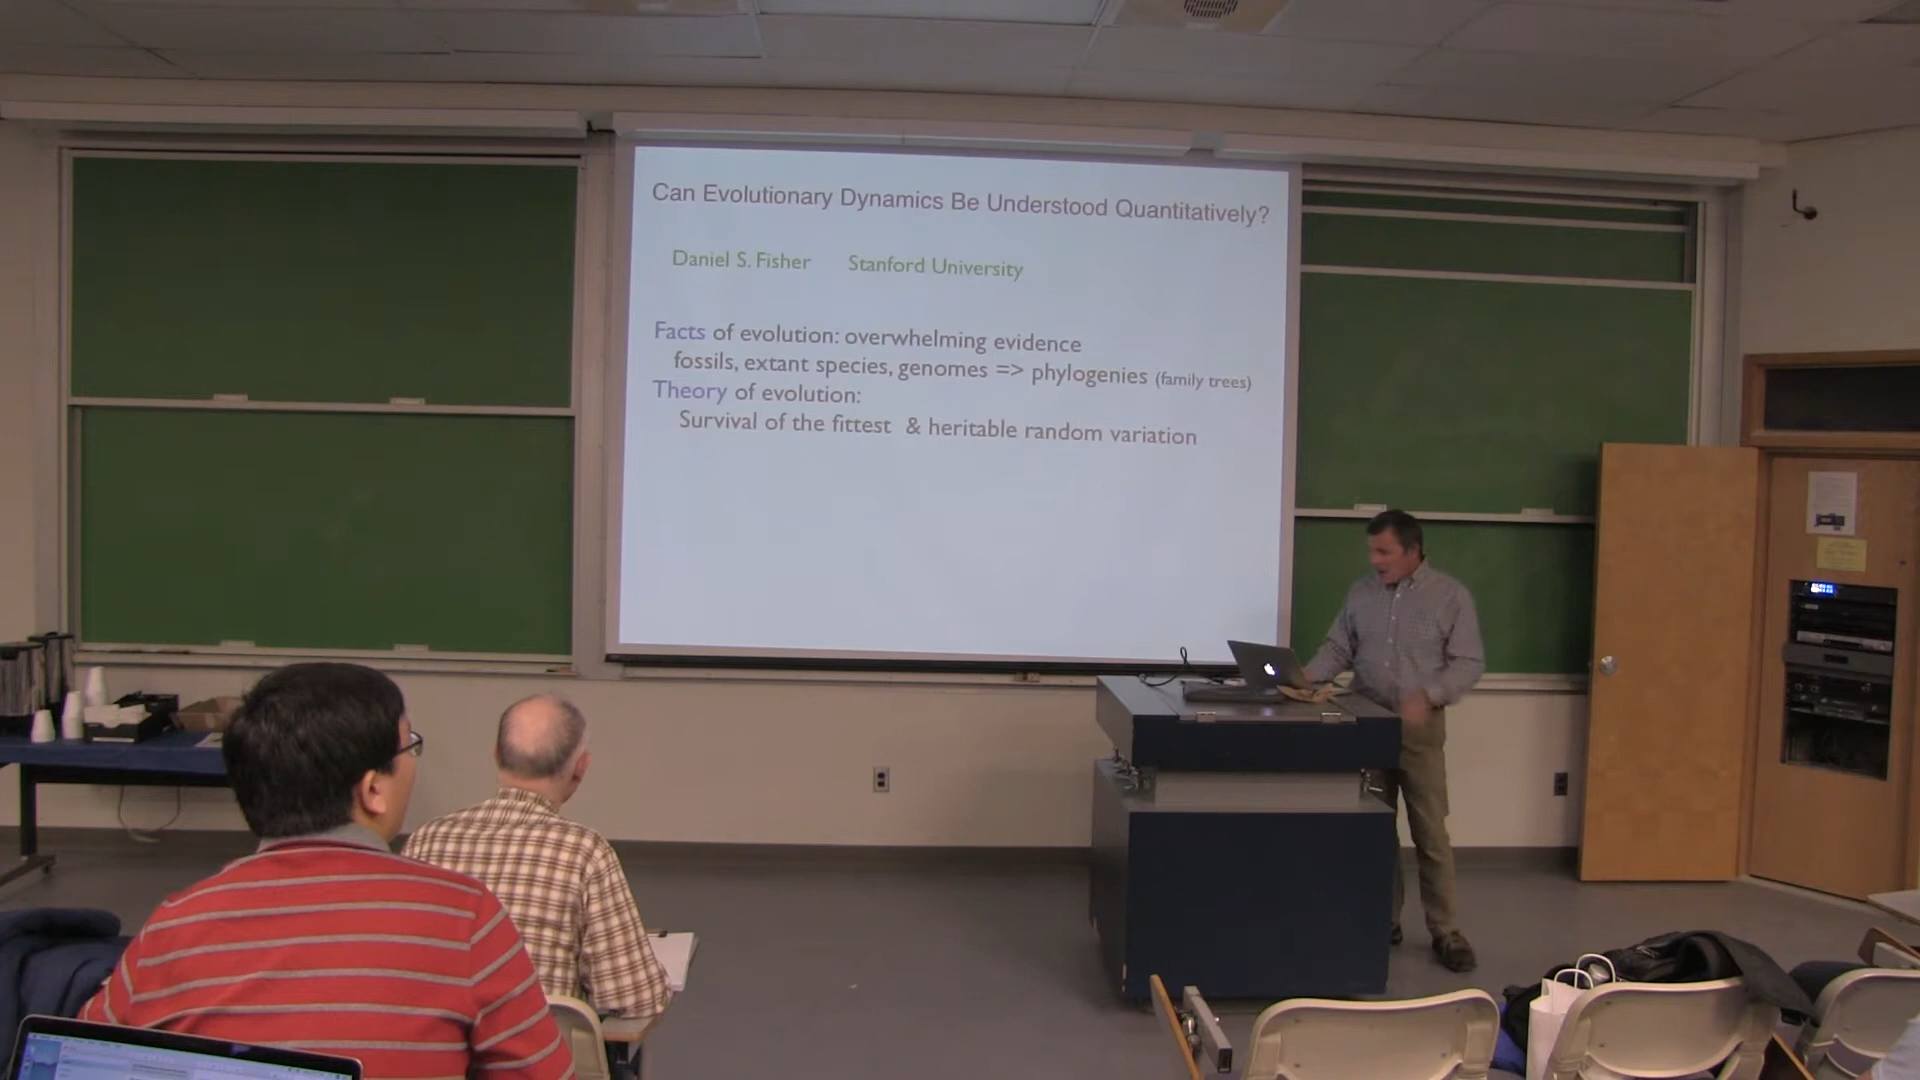 Can Evolutionary Dynamics Be Understood Quantitatively?
Daniel S. Fisher Stanford University
Facts of evolution: overwhelming evidence
fossils, extant species, genomes => phylogenies (family trees)
Theory of evolution:
Survival of the fittest & heritable random variation